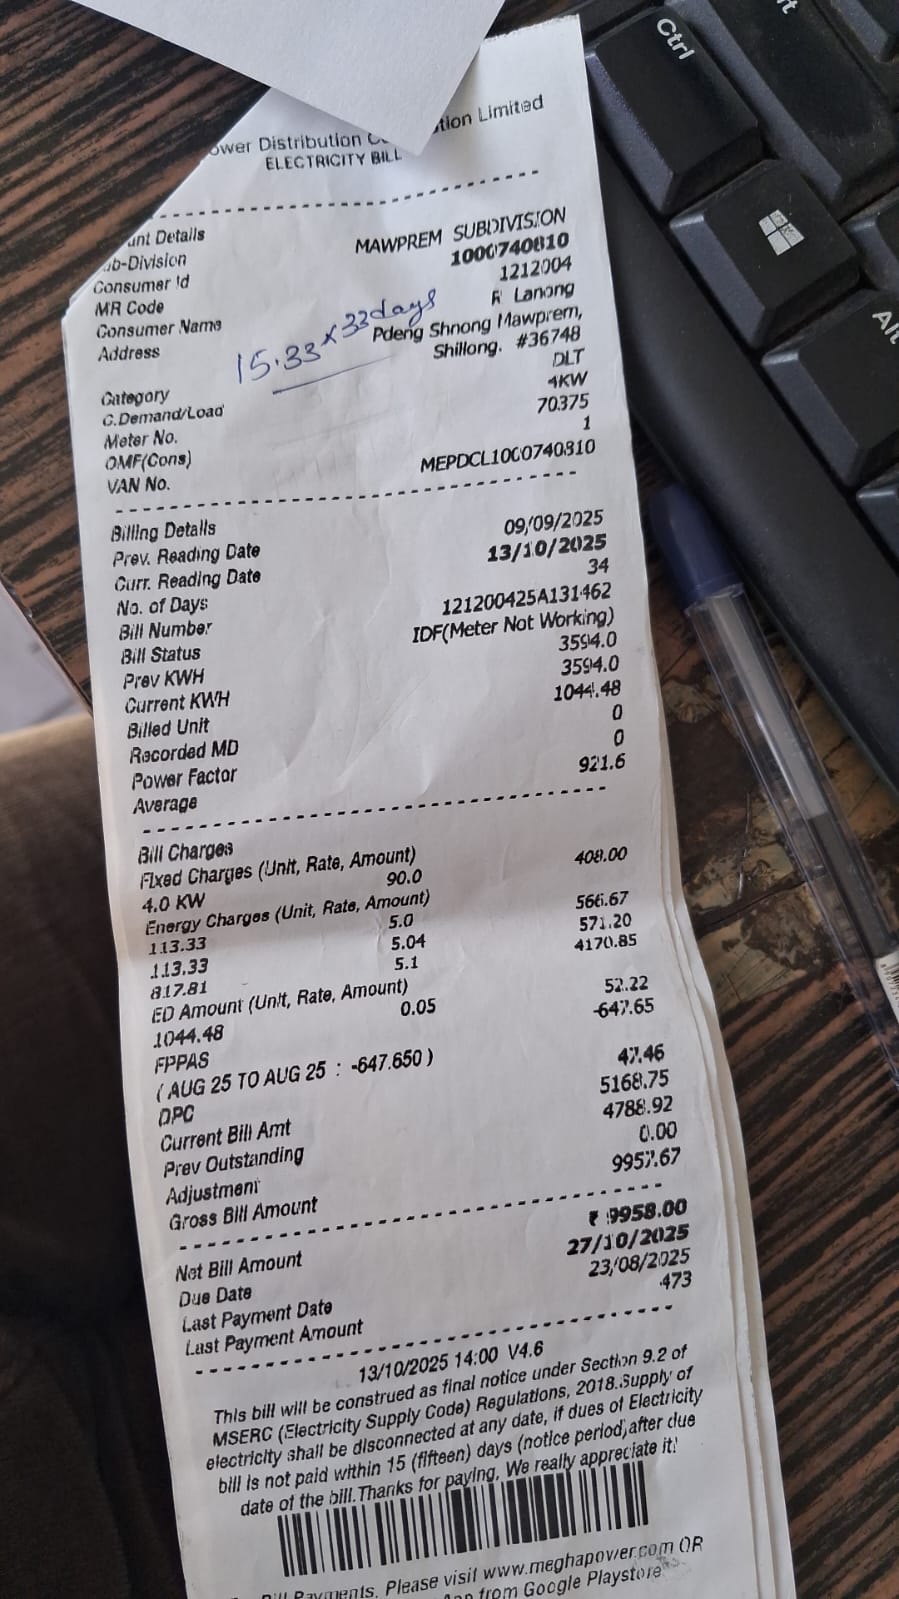 ower Distribution C tion Limited
ELECTRICITY BILL
unt Details
ub-Division MAWPREM SUBDIVISION
Consumer Id 1000740810
MR Code 1212004
Consumer Name R Lanong
Address Pdeng Shnong Mawprem,
Shillong. #36748
15.33 x 33days
Category DLT
C.Demand/Load 4KW
Meter No. 70375
OMF(Cons) 1
VAN No. MEPDCL1000740810
Billing Details
Prev. Reading Date 09/09/2025
Curr. Reading Date 13/10/2025
No. of Days 34
Bill Number 121200425A131462
Bill Status IDF(Meter Not Working)
Prev KWH 3594.0
Current KWH 3594.0
Billed Unit 1044.48
Recorded MD 0
Power Factor 0
Average 921.6
Bill Charges
Fixed Charges (Unit, Rate, Amount)
4.0 KW 90.0 408.00
Energy Charges (Unit, Rate, Amount)
113.33 5.0 566.67
113.33 5.04 571.20
817.81 5.1 4170.85
ED Amount (Unit, Rate, Amount)
1044.48 0.05 52.22
FPPAS -647.65
( AUG 25 TO AUG 25 : -647.650 )
DPC 47.46
Current Bill Amt 5168.75
Prev Outstanding 4788.92
Adjustment 0.00
Gross Bill Amount 9957.67
Net Bill Amount ₹ 9958.00
Due Date 27/10/2025
Last Payment Date 23/08/2025
Last Payment Amount 473
13/10/2025 14:00 V4.6
This bill will be construed as final notice under Section 9.2 of
MSERC (Electricity Supply Code) Regulations, 2018.Supply of
electricity shall be disconnected at any date, if dues of Electricity
bill is not paid within 15 (fifteen) days (notice period)after due
date of the bill.Thanks for paying. We really appreciate it!
Bill Payments. Please visit www.meghapower.com OR
App from Google Playstore
Ctrl
Alt